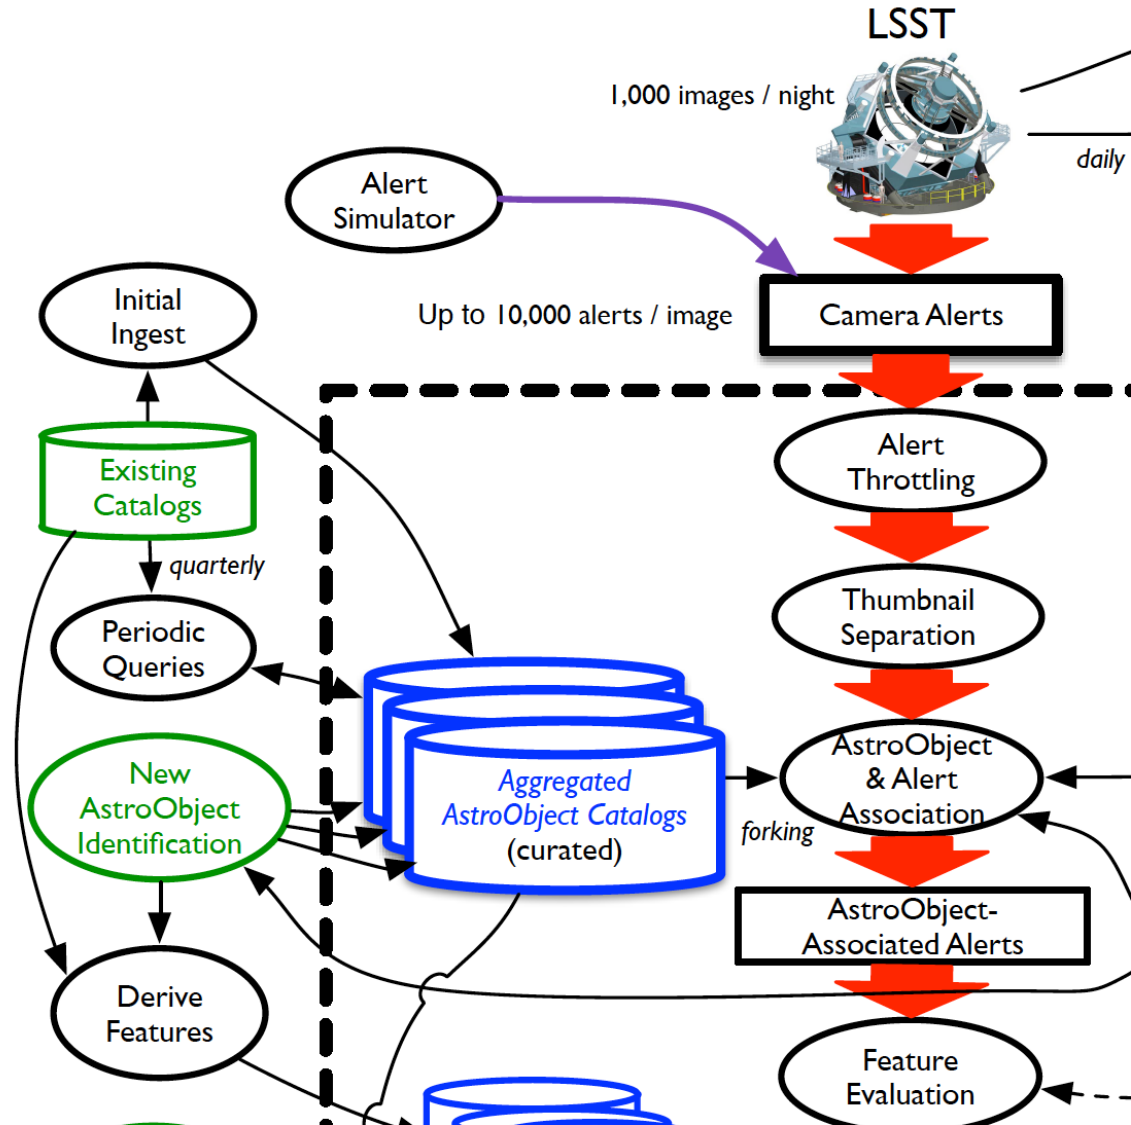 LSST
1,000 images / night
daily
Alert
Simulator
Initial
Ingest
Up to 10,000 alerts / image
Camera Alerts
Existing
Catalogs
Alert
Throttling
quarterly
Periodic
Queries
Thumbnail
Separation
New
AstroObject
Identification
Aggregated
AstroObject Catalogs
(curated)
forking
AstroObject
& Alert
Association
AstroObject-
Associated Alerts
Derive
Features
Feature
Evaluation